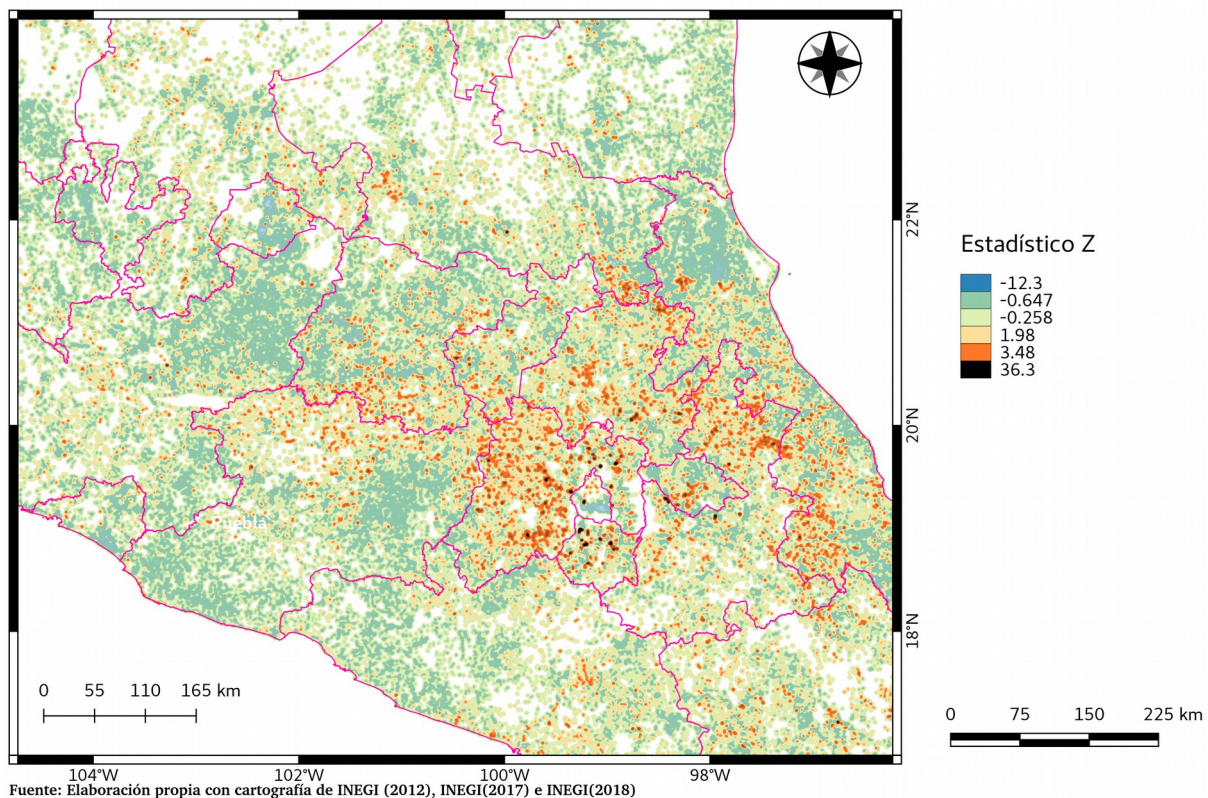 Estadístico Z
-12.3
-0.647
-0.258
1.98
3.48
36.3
22°N
20°N
18°N
Puebla
0 55 110 165 km
0 75 150 225 km
104°W 102°W 100°W 98°W
Fuente: Elaboración propia con cartografía de INEGI (2012), INEGI(2017) e INEGI(2018)